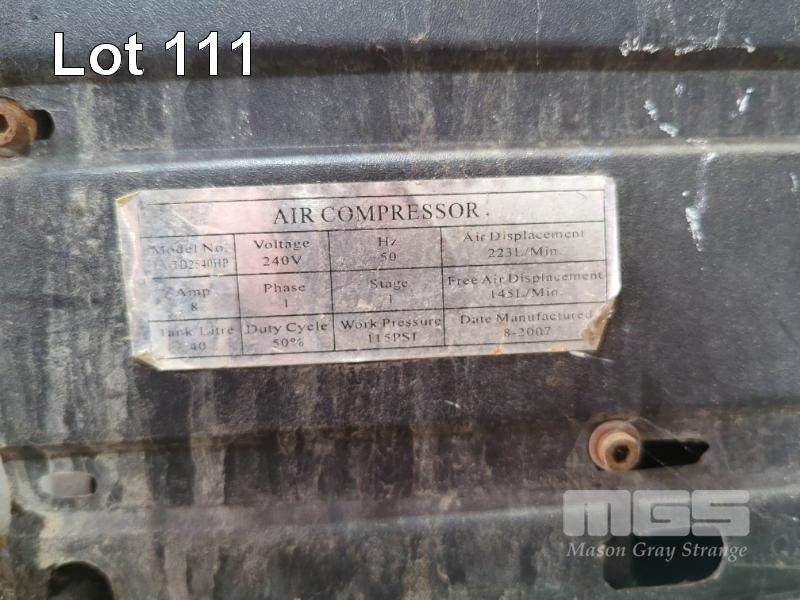 Lot 111
AIR COMPRESSOR
Model No. Voltage Hz Air Displacement
240V 50 223L/Min.
Amp Phase Stage Free Air Displacement
8 1 1 145L/Min.
Tank Litre Duty Cycle Work Pressure Date Manufactured
40 50% 115PSI 8-2007
MGS
Mason Gray Strange